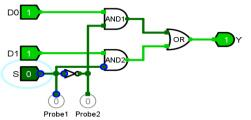 D0 1
AND1
OR
1 Y
D1 1
AND2
S 0
0 0
Probe1 Probe2